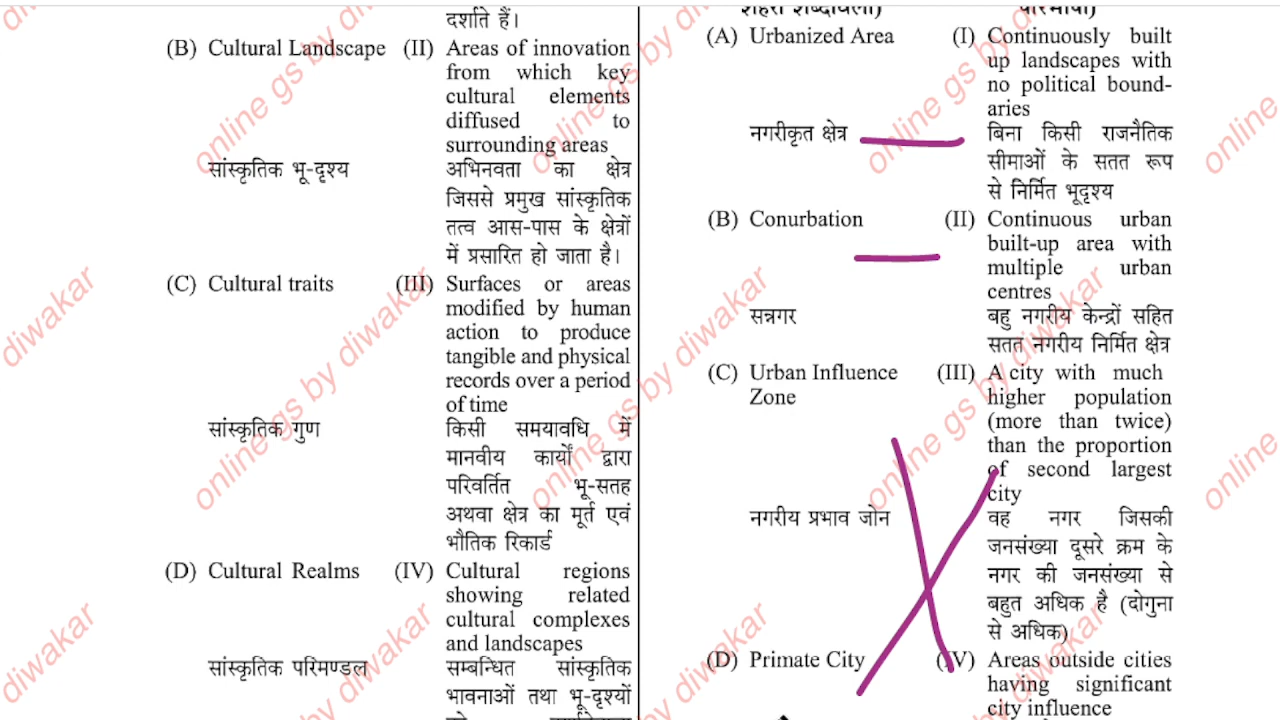 दर्शाते हैं।
(B) Cultural Landscape (II) Areas of innovation
from which key
cultural elements
diffused to
surrounding areas
सांस्कृतिक भू-दृश्य अभिनवता का क्षेत्र
जिससे प्रमुख सांस्कृतिक
तत्व आस-पास के क्षेत्रों
में प्रसारित हो जाता है।
(C) Cultural traits (III) Surfaces or areas
modified by human
action to produce
tangible and physical
records over a period
of time
सांस्कृतिक गुण किसी समयावधि में
मानवीय कार्यों द्वारा
परिवर्तित भू-सतह
अथवा क्षेत्र का मूर्त एवं
भौतिक रिकार्ड
(D) Cultural Realms (IV) Cultural regions
showing related
cultural complexes
and landscapes
सांस्कृतिक परिमण्डल सम्बन्धित सांस्कृतिक
भावनाओं तथा भू-दृश्यों
शहरी शब्दावली) परिभाषा)
(A) Urbanized Area (I) Continuously built
up landscapes with
no political bound-
aries
नगरीकृत क्षेत्र बिना किसी राजनैतिक
सीमाओं के सतत रूप
से निर्मित भूदृश्य
(B) Conurbation (II) Continuous urban
built-up area with
multiple urban
centres
सन्नगर बहु नगरीय केन्द्रों सहित
सतत नगरीय निर्मित क्षेत्र
(C) Urban Influence (III) A city with much
Zone higher population
(more than twice)
than the proportion
of second largest
city
नगरीय प्रभाव जोन वह नगर जिसकी
जनसंख्या दूसरे क्रम के
नगर की जनसंख्या से
बहुत अधिक है (दोगुना
से अधिक)
(D) Primate City (IV) Areas outside cities
having significant
city influence
online gs by diwakar